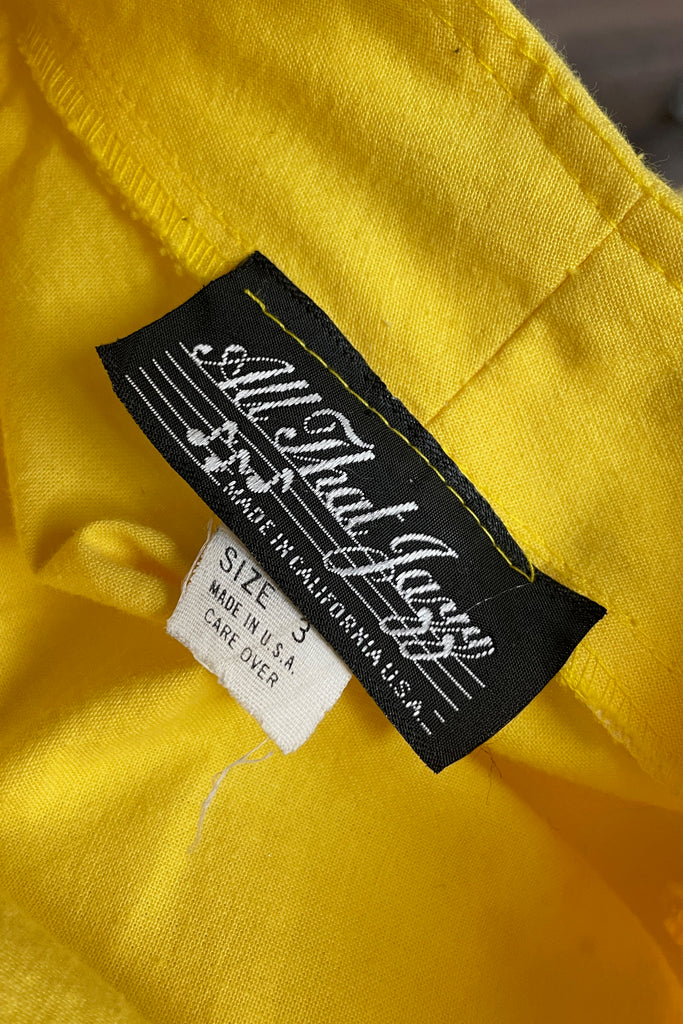 All That Jazz
MADE IN CALIFORNIA U.S.A.
SIZE 3
MADE IN U.S.A.
CARE OVER